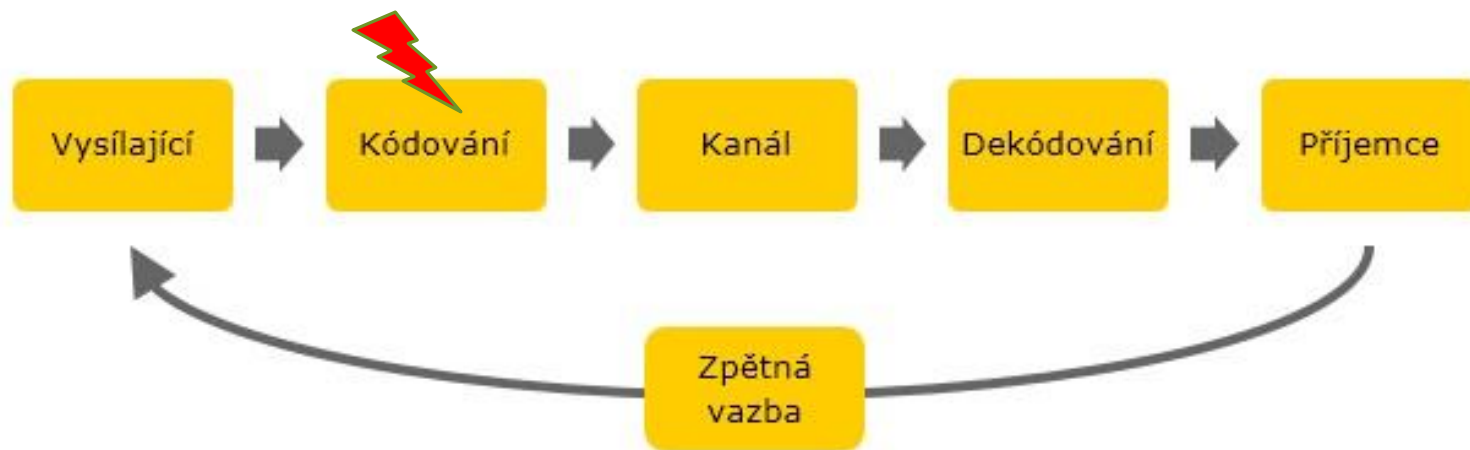 Vysílající
Kódování
Kanál
Dekódování
Příjemce
Zpětná
vazba